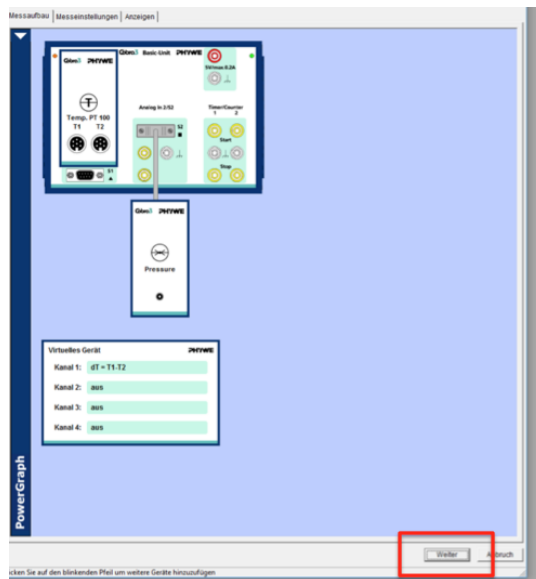 Messaufbau | Messeinstellungen | Anzeigen |
Cobra3 Basic-Unit PHYWE
Cobra3 PHYWE
5V/max.0.2A
T
Temp. PT 100
T1 T2
Analog In 2/S2
Timer/Counter
1 2
S2
Start
Stop
S1
Cobra3 PHYWE
Pressure
Virtuelles Gerät PHYWE
Kanal 1: dT = T1-T2
Kanal 2: aus
Kanal 3: aus
Kanal 4: aus
PowerGraph
Weiter
bruch
icken Sie auf den blinkenden Pfeil um weitere Geräte hinzuzufügen